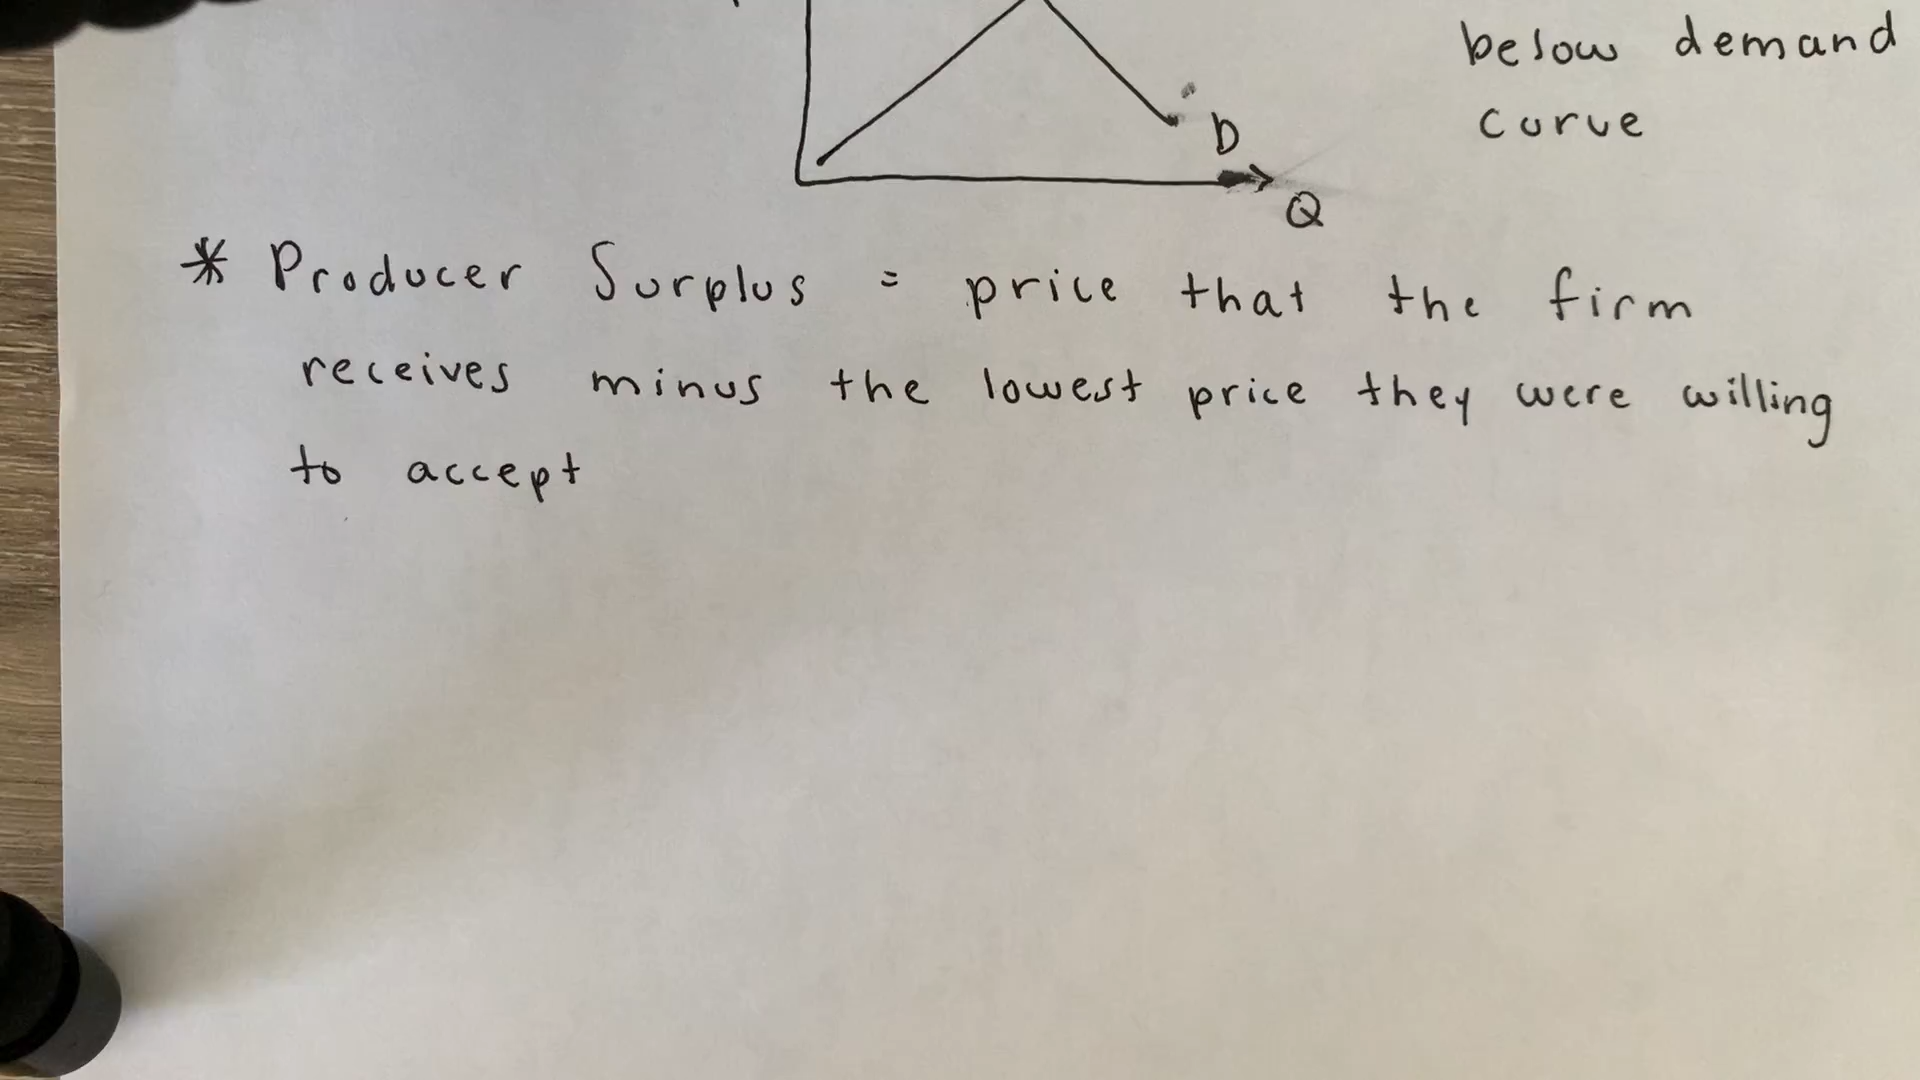 below demand
curve
D
Q
* Producer Surplus = price that the firm
receives minus the lowest price they were willing
to accept